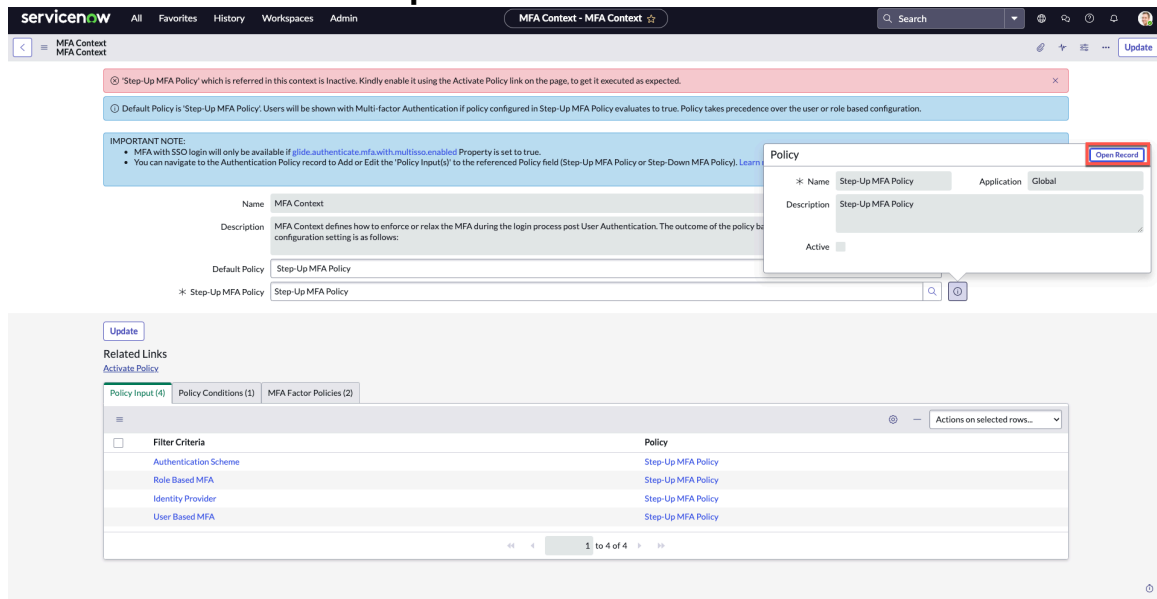 servicenow All Favorites History Workspaces Admin MFA Context - MFA Context ☆ Search
MFA Context
MFA Context
Update
'Step-Up MFA Policy' which is referred in this context is Inactive. Kindly enable it using the Activate Policy link on the page, to get it executed as expected.
Default Policy is 'Step-Up MFA Policy'. Users will be shown with Multi-factor Authentication if policy configured in Step-Up MFA Policy evaluates to true. Policy takes precedence over the user or role based configuration.
IMPORTANT NOTE:
• MFA with SSO login will only be available if glide.authenticate.mfa.with.multisso.enabled Property is set to true.
• You can navigate to the Authentication Policy record to Add or Edit the 'Policy Input(s)' to the referenced Policy field (Step-Up MFA Policy or Step-Down MFA Policy). Learn
Policy Open Record
* Name Step-Up MFA Policy Application Global
Description Step-Up MFA Policy
Active
Name MFA Context
Description MFA Context defines how to enforce or relax the MFA during the login process post User Authentication. The outcome of the policy ba
configuration setting is as follows:
Default Policy Step-Up MFA Policy
* Step-Up MFA Policy Step-Up MFA Policy
Update
Related Links
Activate Policy
Policy Input (4) Policy Conditions (1) MFA Factor Policies (2)
Actions on selected rows...
Filter Criteria Policy
Authentication Scheme Step-Up MFA Policy
Role Based MFA Step-Up MFA Policy
Identity Provider Step-Up MFA Policy
User Based MFA Step-Up MFA Policy
1 to 4 of 4